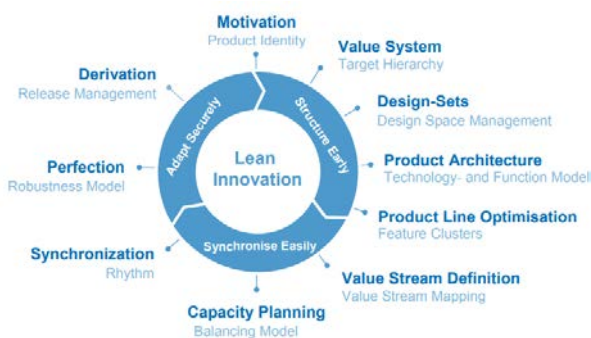 Motivation
Product Identity
Value System
Target Hierarchy
Design-Sets
Design Space Management
Product Architecture
Technology- and Function Model
Product Line Optimisation
Feature Clusters
Value Stream Definition
Value Stream Mapping
Capacity Planning
Balancing Model
Synchronization
Rhythm
Perfection
Robustness Model
Derivation
Release Management
Adapt Securely
Structure Early
Synchronise Easily
Lean
Innovation